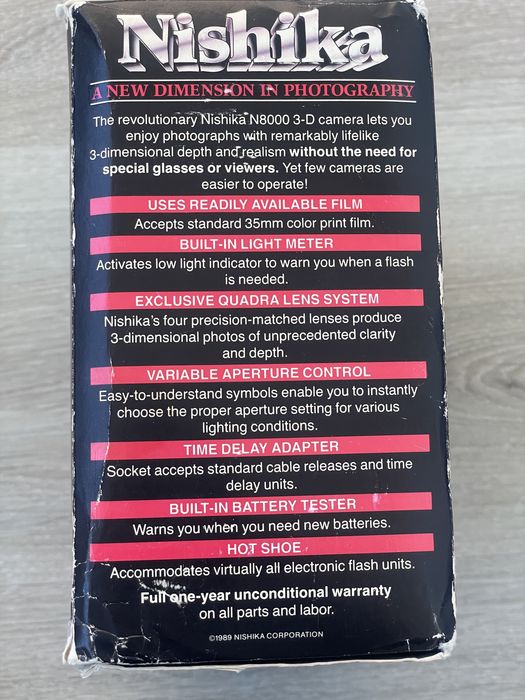 Nishika
A NEW DIMENSION IN PHOTOGRAPHY
The revolutionary Nishika N8000 3-D camera lets you
enjoy photographs with remarkably lifelike
3-dimensional depth and realism without the need for
special glasses or viewers. Yet few cameras are
easier to operate!
USES READILY AVAILABLE FILM
Accepts standard 35mm color print film.
BUILT-IN LIGHT METER
Activates low light indicator to warn you when a flash
is needed.
EXCLUSIVE QUADRA LENS SYSTEM
Nishika's four precision-matched lenses produce
3-dimensional photos of unprecedented clarity
and depth.
VARIABLE APERTURE CONTROL
Easy-to-understand symbols enable you to instantly
choose the proper aperture setting for various
lighting conditions.
TIME DELAY ADAPTER
Socket accepts standard cable releases and time
delay units.
BUILT-IN BATTERY TESTER
Warns you when you need new batteries.
HOT SHOE
Accommodates virtually all electronic flash units.
Full one-year unconditional warranty
on all parts and labor.
©1989 NISHIKA CORPORATION